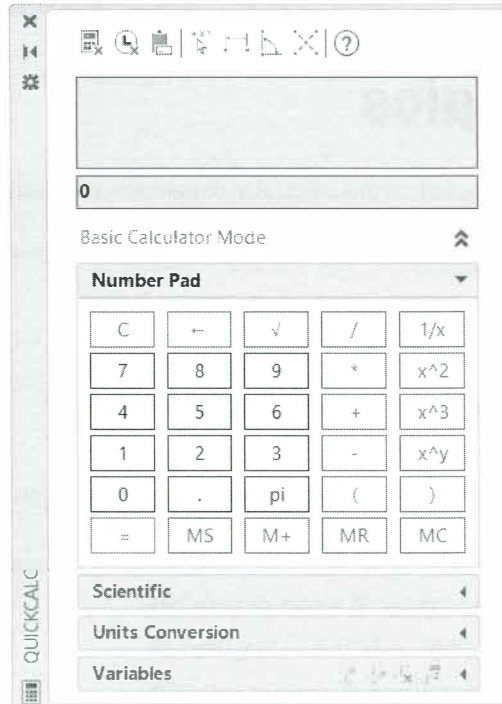 0
Basic Calculator Mode
Number Pad
C ← √ / 1/x
7 8 9 * x^2
4 5 6 + x^3
1 2 3 - x^y
0 . pi ( )
= MS M+ MR MC
Scientific
Units Conversion
Variables
QUICKCALC